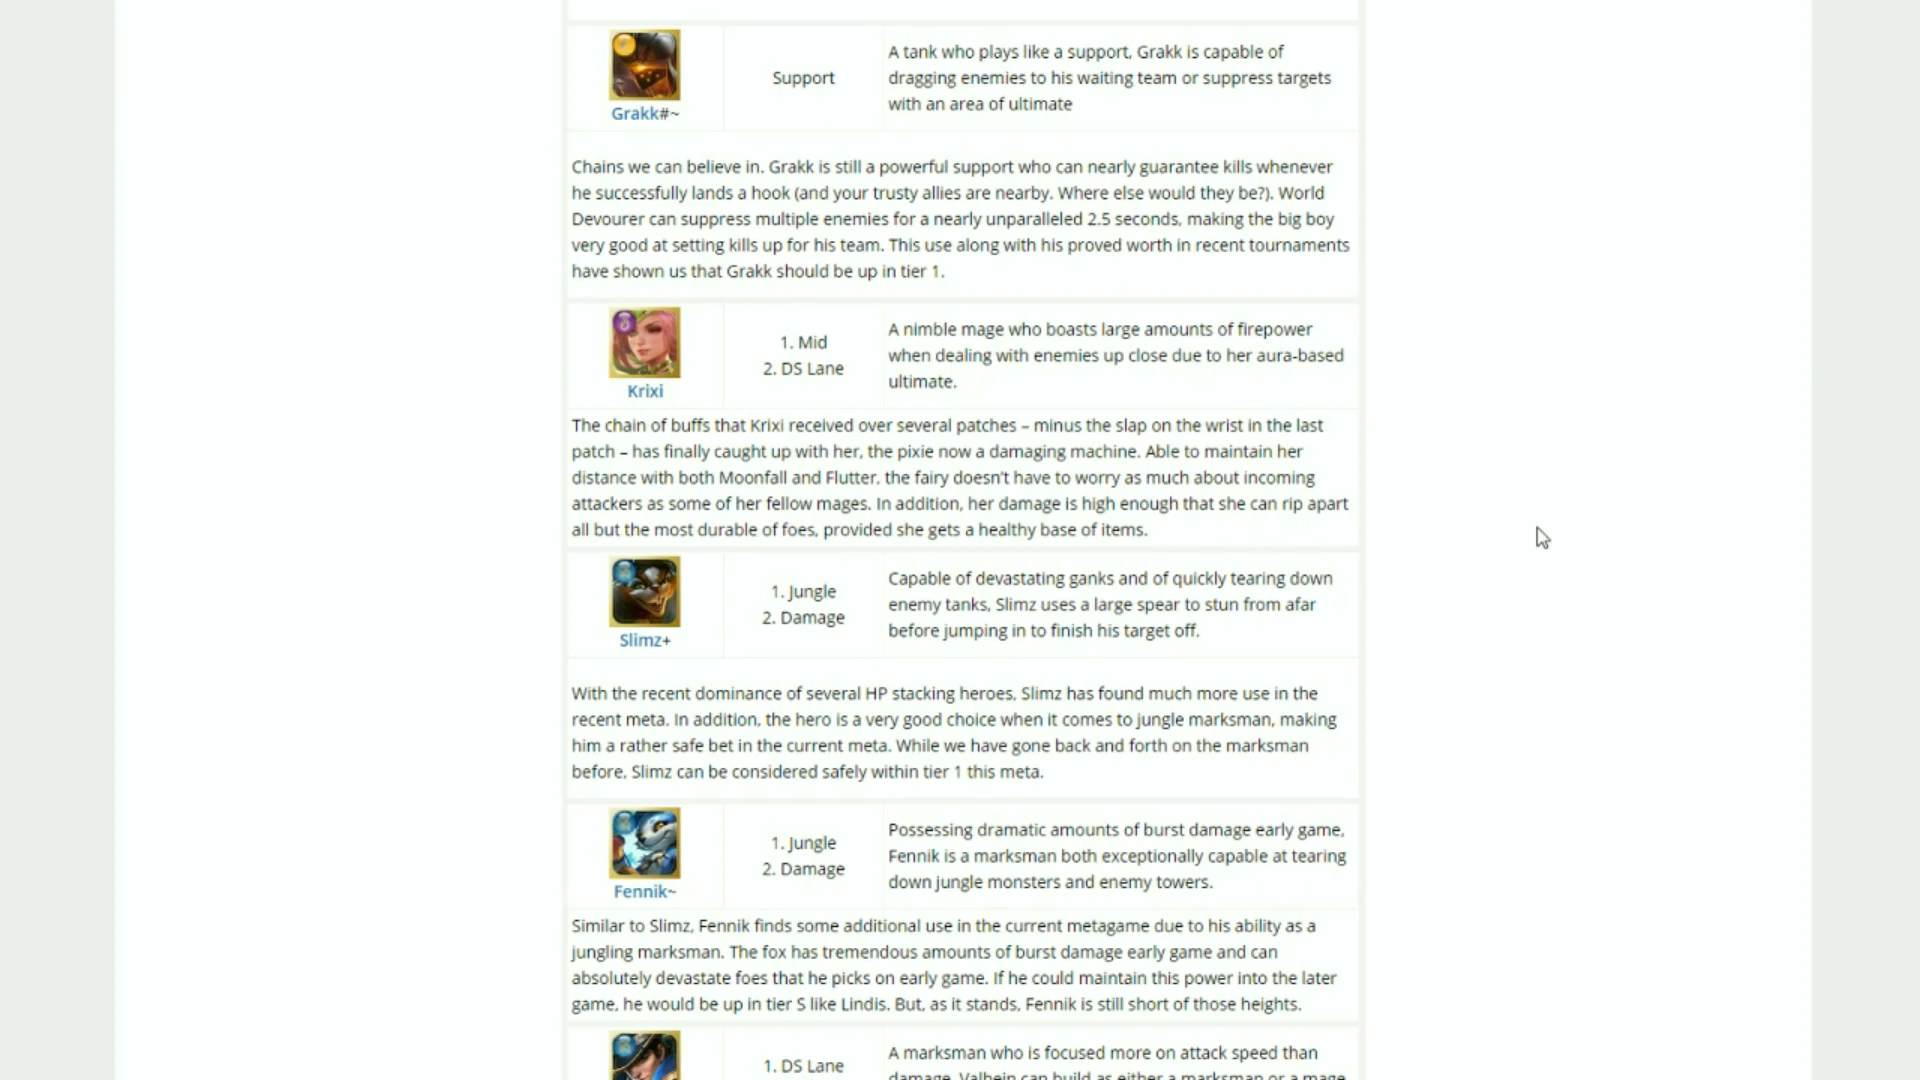 Grakk#~
Support
A tank who plays like a support, Grakk is capable of
dragging enemies to his waiting team or suppress targets
with an area of ultimate
Chains we can believe in. Grakk is still a powerful support who can nearly guarantee kills whenever
he successfully lands a hook (and your trusty allies are nearby. Where else would they be?). World
Devourer can suppress multiple enemies for a nearly unparalleled 2.5 seconds, making the big boy
very good at setting kills up for his team. This use along with his proved worth in recent tournaments
have shown us that Grakk should be up in tier 1.
Krixi
1. Mid
2. DS Lane
A nimble mage who boasts large amounts of firepower
when dealing with enemies up close due to her aura-based
ultimate.
The chain of buffs that Krixi received over several patches – minus the slap on the wrist in the last
patch – has finally caught up with her, the pixie now a damaging machine. Able to maintain her
distance with both Moonfall and Flutter, the fairy doesn't have to worry as much about incoming
attackers as some of her fellow mages. In addition, her damage is high enough that she can rip apart
all but the most durable of foes, provided she gets a healthy base of items.
Slimz+
1. Jungle
2. Damage
Capable of devastating ganks and of quickly tearing down
enemy tanks, Slimz uses a large spear to stun from afar
before jumping in to finish his target off.
With the recent dominance of several HP stacking heroes, Slimz has found much more use in the
recent meta. In addition, the hero is a very good choice when it comes to jungle marksman, making
him a rather safe bet in the current meta. While we have gone back and forth on the marksman
before, Slimz can be considered safely within tier 1 this meta.
Fennik~
1. Jungle
2. Damage
Possessing dramatic amounts of burst damage early game,
Fennik is a marksman both exceptionally capable at tearing
down jungle monsters and enemy towers.
Similar to Slimz, Fennik finds some additional use in the current metagame due to his ability as a
jungling marksman. The fox has tremendous amounts of burst damage early game and can
absolutely devastate foes that he picks on early game. If he could maintain this power into the later
game, he would be up in tier S like Lindis. But, as it stands, Fennik is still short of those heights.
1. DS Lane
A marksman who is focused more on attack speed than
damage, Valhein can build as either a marksman or a mage